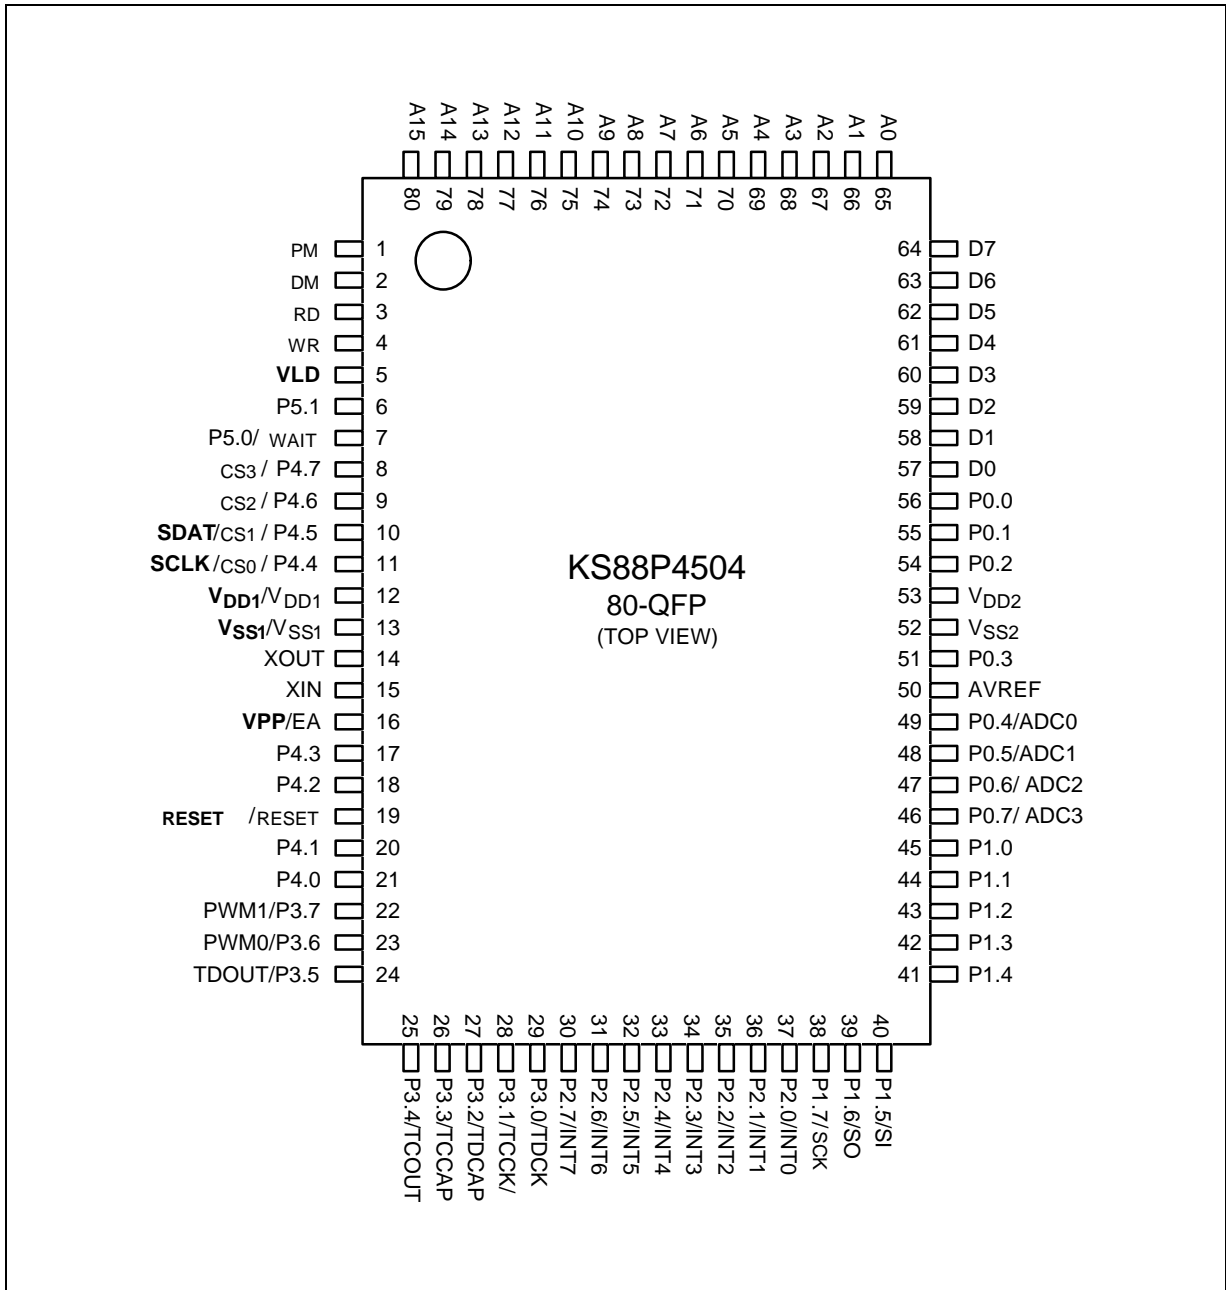 A15 A14 A13 A12 A11 A10 A9 A8 A7 A6 A5 A4 A3 A2 A1 A0
80 79 78 77 76 75 74 73 72 71 70 69 68 67 66 65
PM 1
DM 2
RD 3
WR 4
VLD 5
P5.1 6
P5.0/ WAIT 7
CS3 / P4.7 8
CS2 / P4.6 9
SDAT/CS1 / P4.5 10
SCLK /CS0 / P4.4 11
VDD1/VDD1 12
VSS1/VSS1 13
XOUT 14
XIN 15
VPP/EA 16
P4.3 17
P4.2 18
RESET /RESET 19
P4.1 20
P4.0 21
PWM1/P3.7 22
PWM0/P3.6 23
TDOUT/P3.5 24
KS88P4504
80-QFP
(TOP VIEW)
64 D7
63 D6
62 D5
61 D4
60 D3
59 D2
58 D1
57 D0
56 P0.0
55 P0.1
54 P0.2
53 VDD2
52 VSS2
51 P0.3
50 AVREF
49 P0.4/ADC0
48 P0.5/ADC1
47 P0.6/ ADC2
46 P0.7/ ADC3
45 P1.0
44 P1.1
43 P1.2
42 P1.3
41 P1.4
25 26 27 28 29 30 31 32 33 34 35 36 37 38 39 40
P3.4/TCOUT
P3.3/TCCAP
P3.2/TDCAP
P3.1/TCCK/
P3.0/TDCK
P2.7/INT7
P2.6/INT6
P2.5/INT5
P2.4/INT4
P2.3/INT3
P2.2/INT2
P2.1/INT1
P2.0/INT0
P1.7/ SCK
P1.6/SO
P1.5/SI